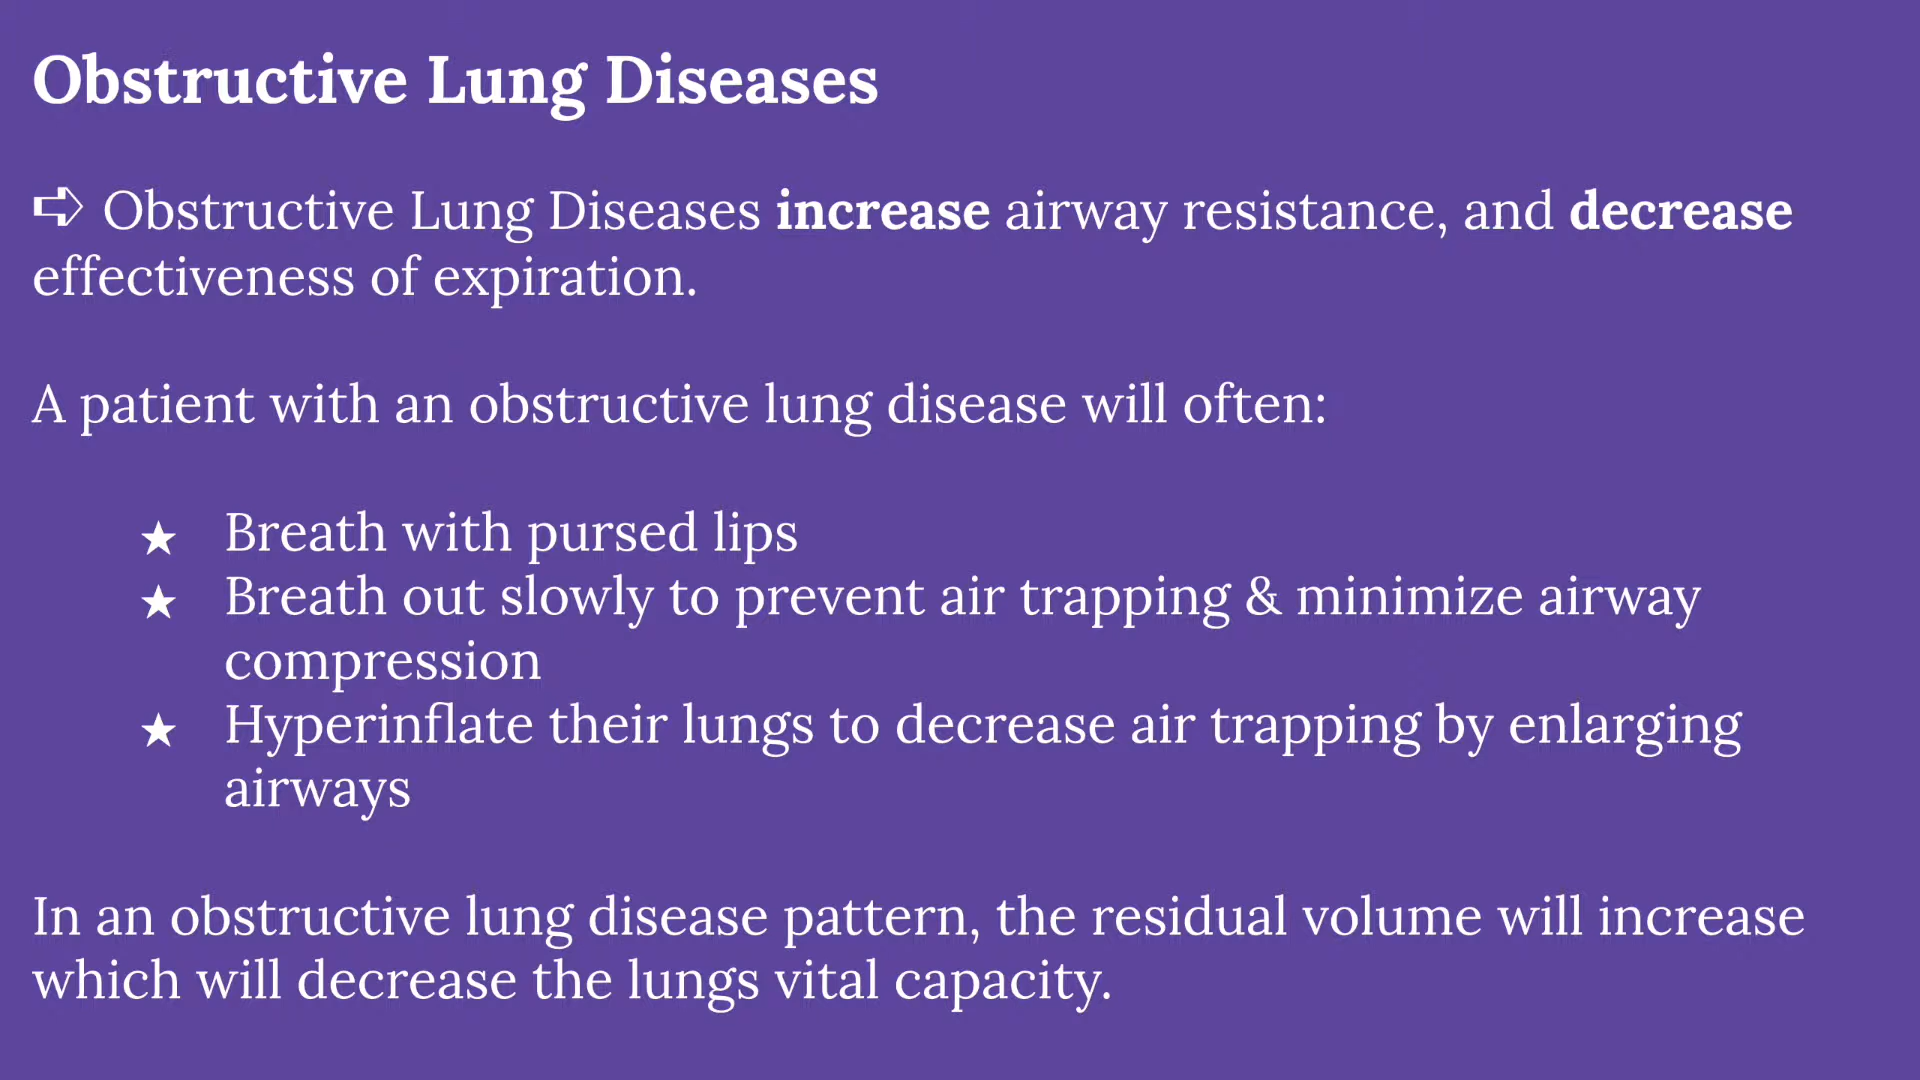 Obstructive Lung Diseases
➪ Obstructive Lung Diseases increase airway resistance, and decrease
effectiveness of expiration.
A patient with an obstructive lung disease will often:
★ Breath with pursed lips
★ Breath out slowly to prevent air trapping & minimize airway
compression
★ Hyperinflate their lungs to decrease air trapping by enlarging
airways
In an obstructive lung disease pattern, the residual volume will increase
which will decrease the lungs vital capacity.